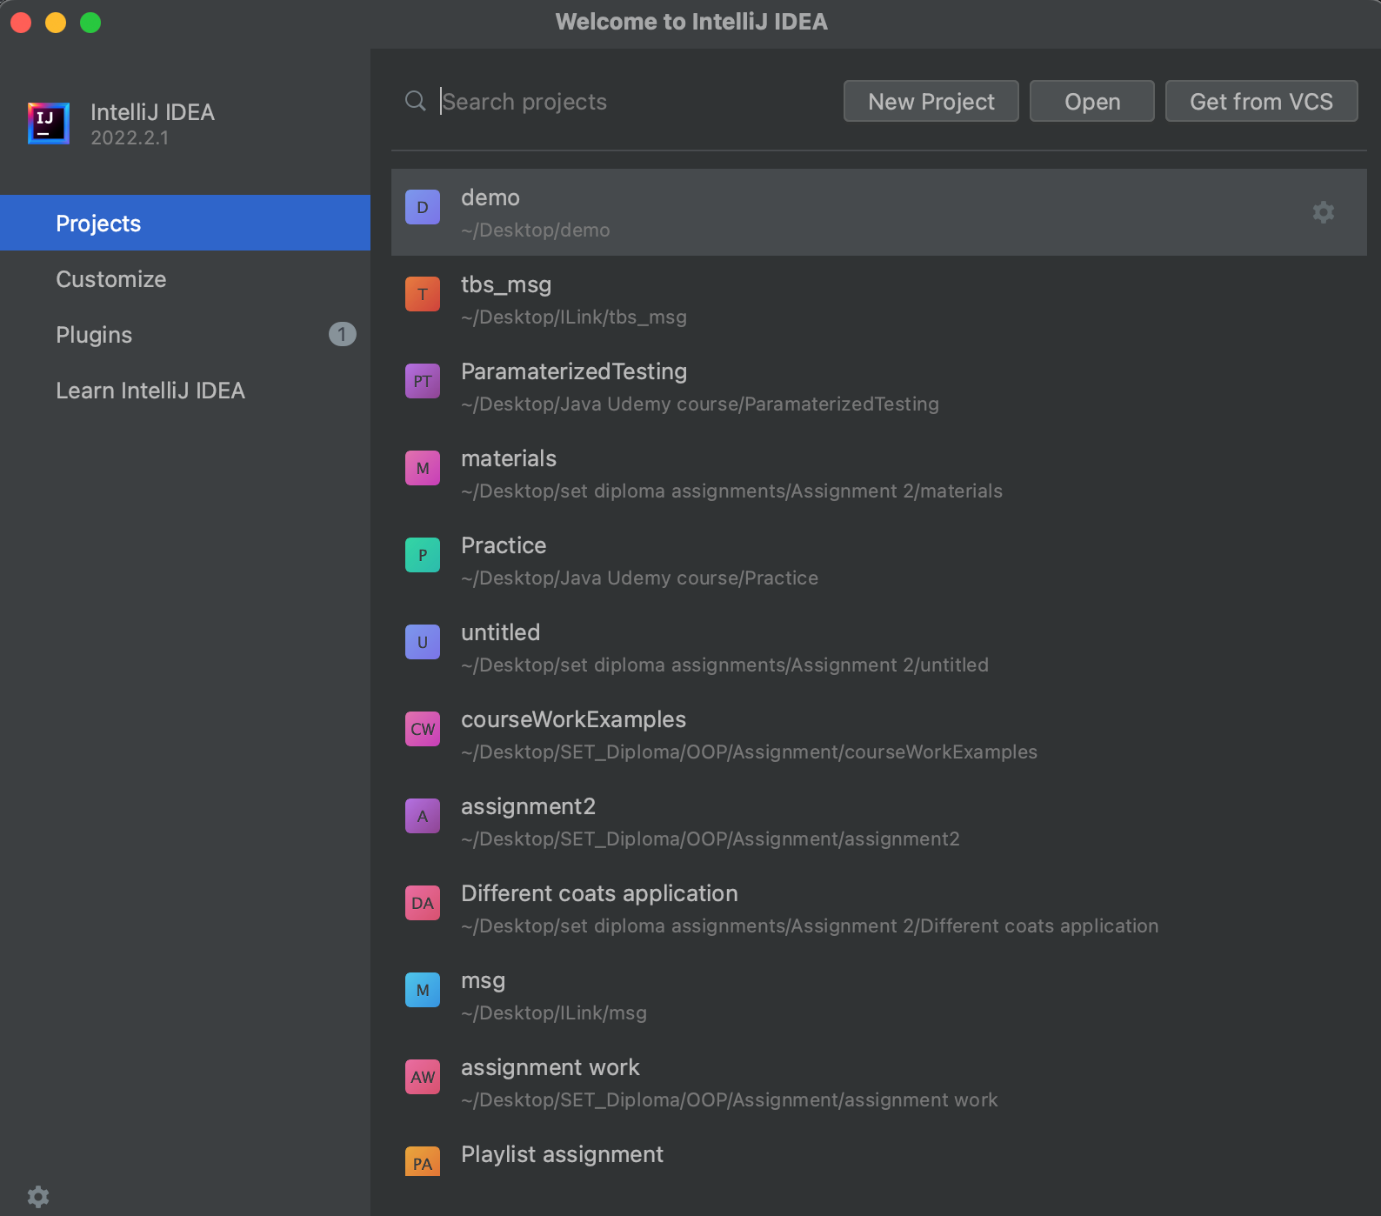 Welcome to IntelliJ IDEA
IJ
IntelliJ IDEA
2022.2.1
Projects
Customize
Plugins 1
Learn IntelliJ IDEA
Search projects
New Project
Open
Get from VCS
D
demo
~/Desktop/demo
T
tbs_msg
~/Desktop/ILink/tbs_msg
PT
ParamaterizedTesting
~/Desktop/Java Udemy course/ParamaterizedTesting
M
materials
~/Desktop/set diploma assignments/Assignment 2/materials
P
Practice
~/Desktop/Java Udemy course/Practice
U
untitled
~/Desktop/set diploma assignments/Assignment 2/untitled
CW
courseWorkExamples
~/Desktop/SET_Diploma/OOP/Assignment/courseWorkExamples
A
assignment2
~/Desktop/SET_Diploma/OOP/Assignment/assignment2
DA
Different coats application
~/Desktop/set diploma assignments/Assignment 2/Different coats application
M
msg
~/Desktop/ILink/msg
AW
assignment work
~/Desktop/SET_Diploma/OOP/Assignment/assignment work
PA
Playlist assignment